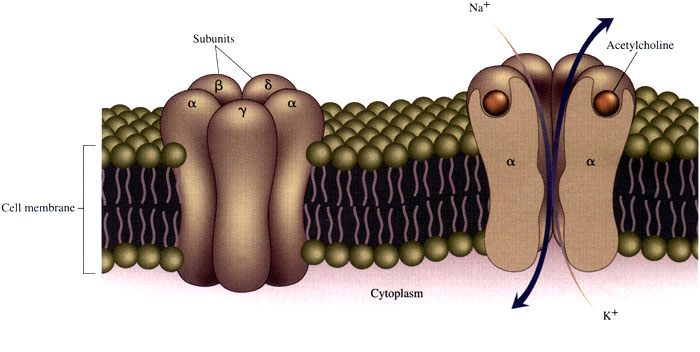 Na⁺
Subunits
Acetylcholine
β
δ
α
α
γ
α
α
Cell membrane
Cytoplasm
K⁺